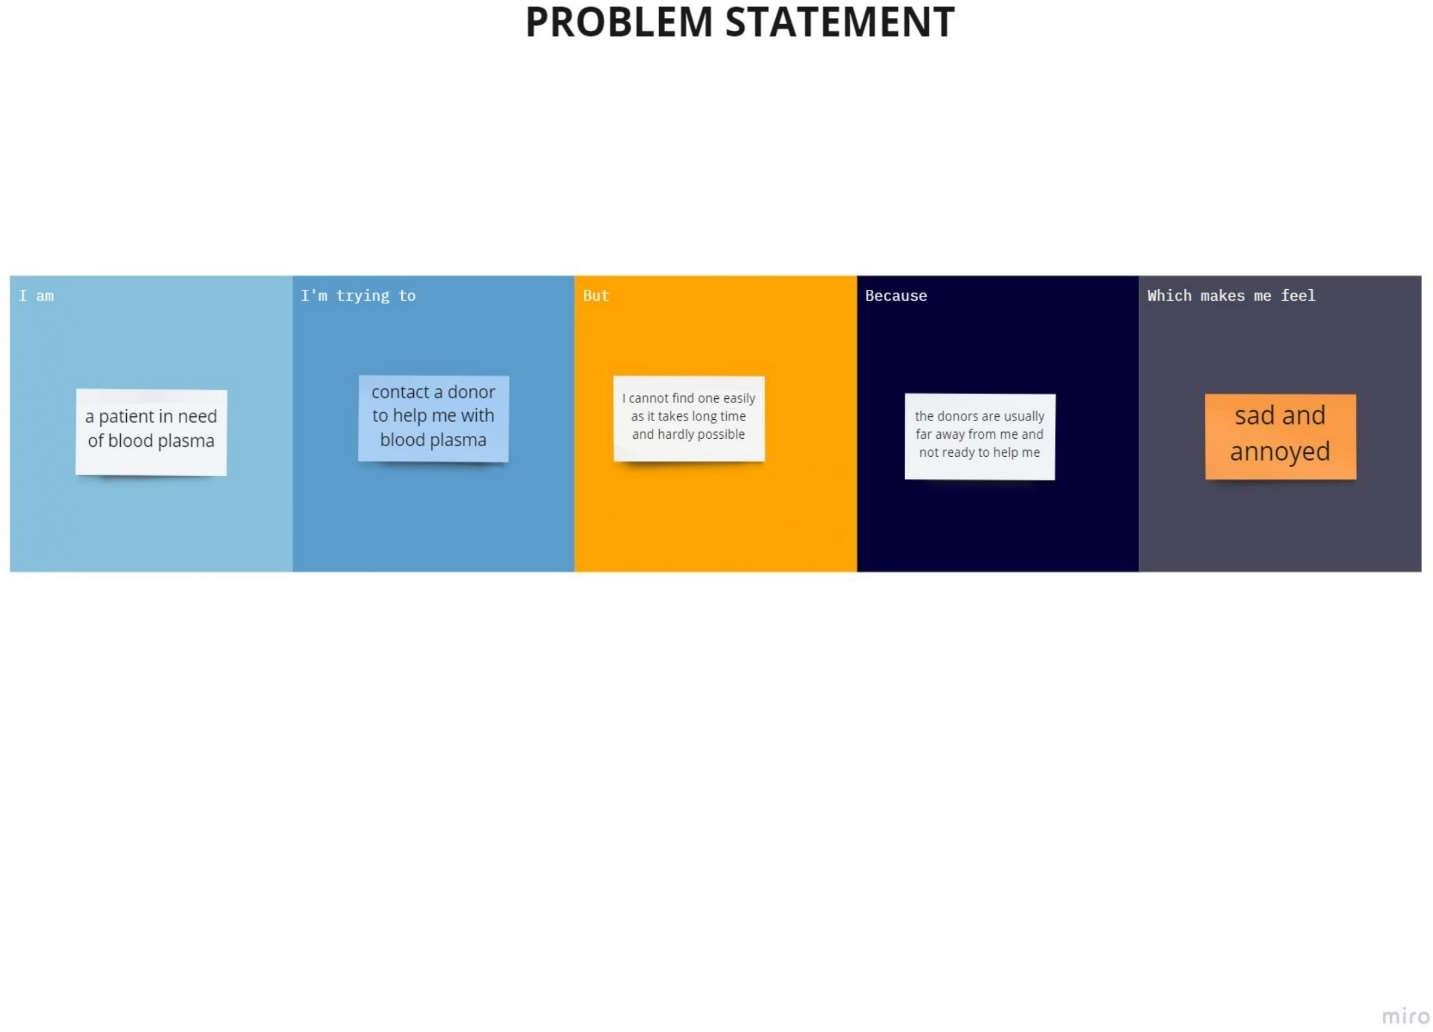 PROBLEM STATEMENT
I am
a patient in need
of blood plasma
I'm trying to
contact a donor
to help me with
blood plasma
But
I cannot find one easily
as it takes long time
and hardly possible
Because
the donors are usually
far away from me and
not ready to help me
Which makes me feel
sad and
annoyed
miro